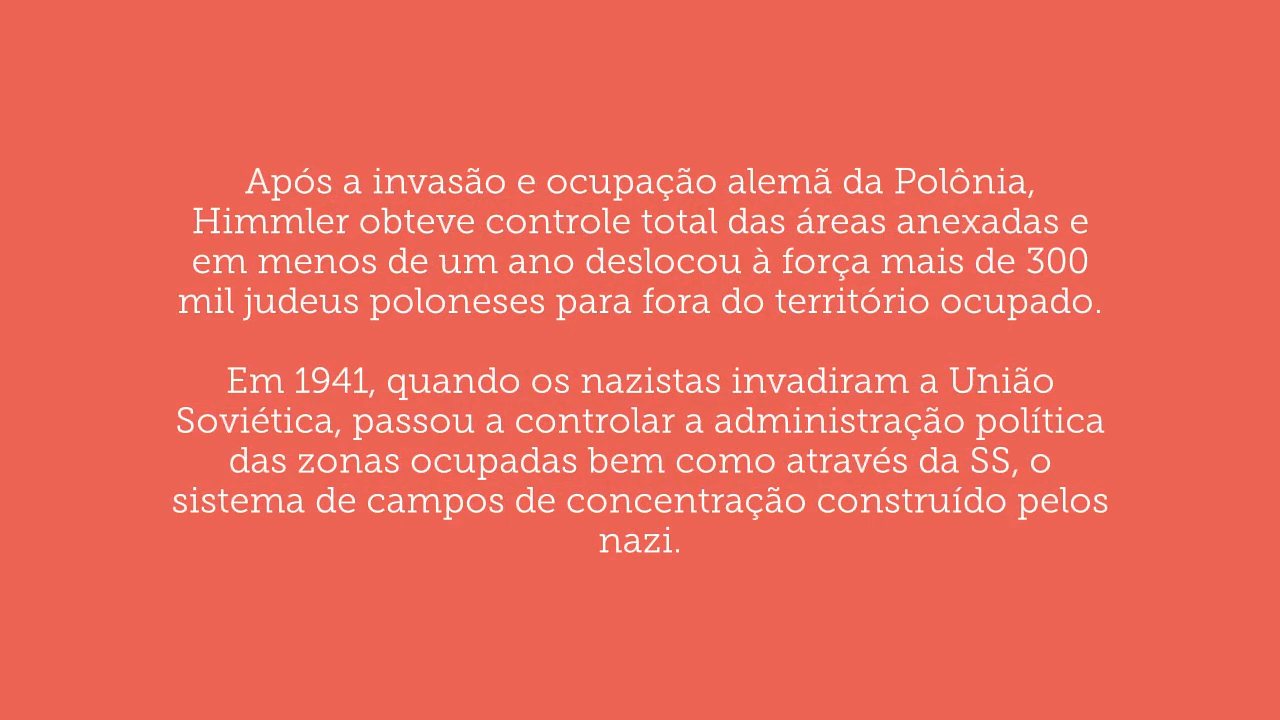 Após a invasão e ocupação alemã da Polônia,
Himmler obteve controle total das áreas anexadas e
em menos de um ano deslocou à força mais de 300
mil judeus poloneses para fora do território ocupado.
Em 1941, quando os nazistas invadiram a União
Soviética, passou a controlar a administração política
das zonas ocupadas bem como através da SS, o
sistema de campos de concentração construído pelos
nazi.